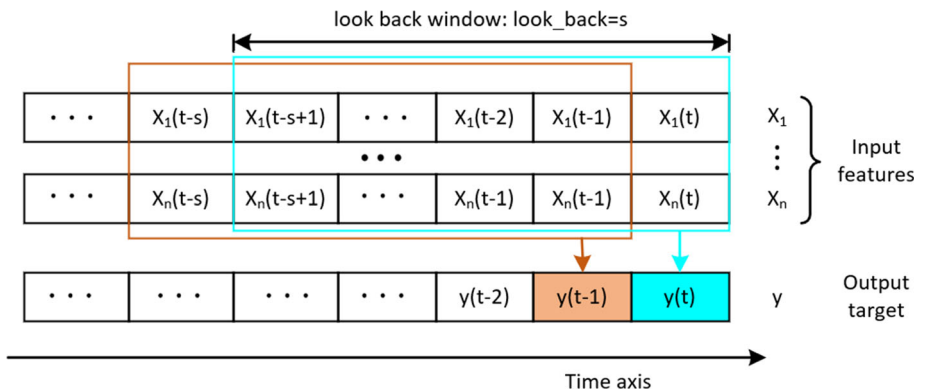 look back window: look_back=s
· · · X₁(t-s) X₁(t-s+1) · · · X₁(t-2) X₁(t-1) X₁(t) X₁
• • • ⋮ Input
features
· · · Xₙ(t-s) Xₙ(t-s+1) · · · Xₙ(t-1) Xₙ(t-1) Xₙ(t) Xₙ
· · · · · · · · · · · · y(t-2) y(t-1) y(t) y Output
target
Time axis